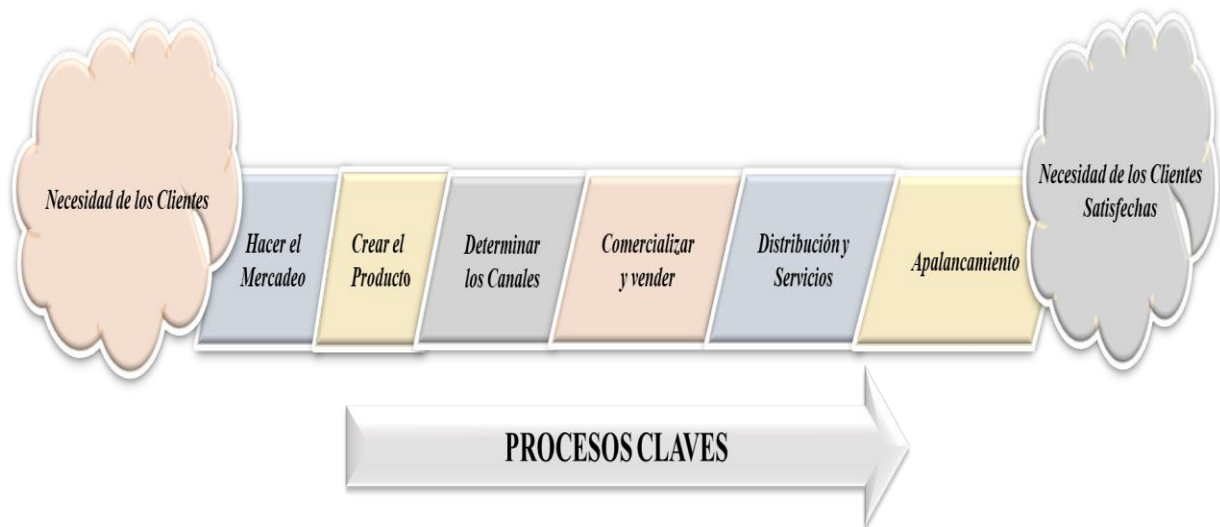 Necesidad de los Clientes
Hacer el
Mercadeo
Crear el
Producto
Determinar
los Canales
Comercializar
y vender
Distribución y
Servicios
Apalancamiento
Necesidad de los Clientes
Satisfechas
PROCESOS CLAVES